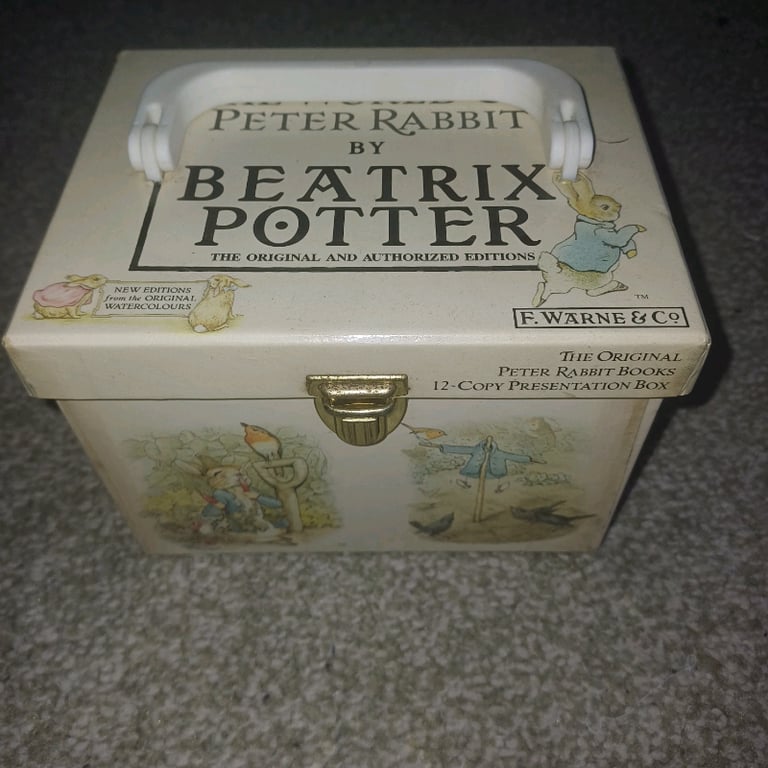 PETER RABBIT
BY
BEATRIX
POTTER
THE ORIGINAL AND AUTHORIZED EDITIONS
NEW EDITIONS
from the ORIGINAL
WATERCOLOURS
TM
F. WARNE & Co
THE ORIGINAL
PETER RABBIT BOOKS
12-COPY PRESENTATION BOX